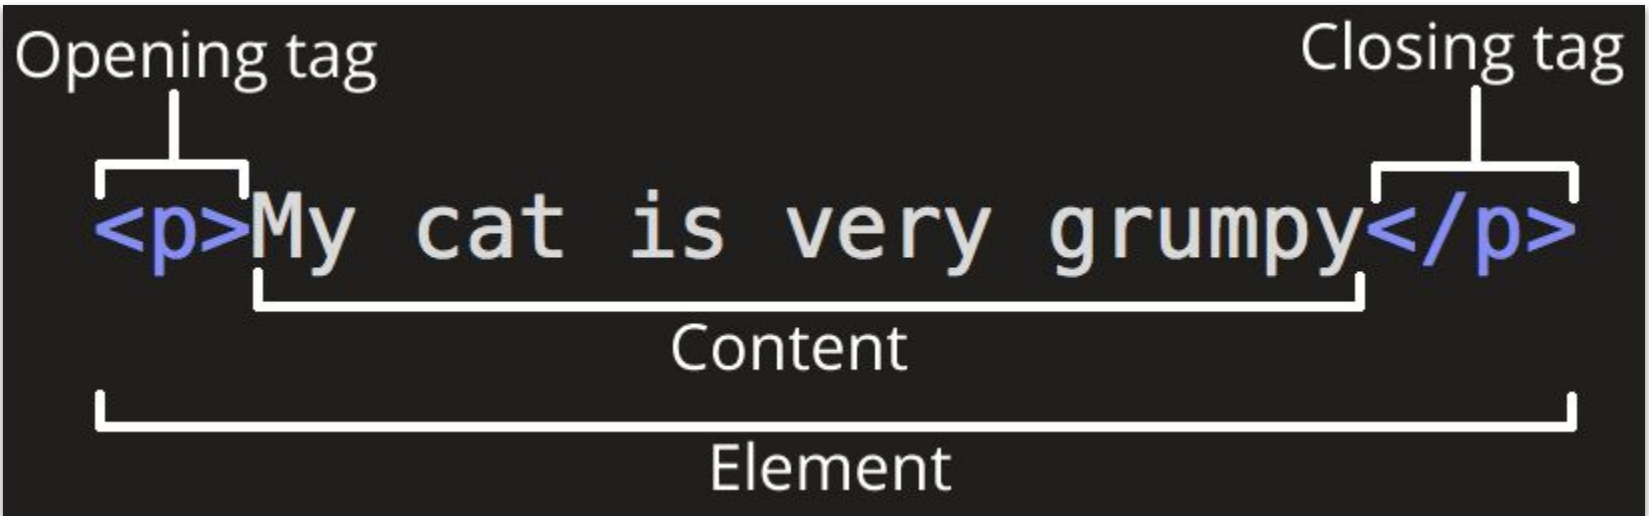 Opening tag
Closing tag
<p>My cat is very grumpy</p>
Content
Element